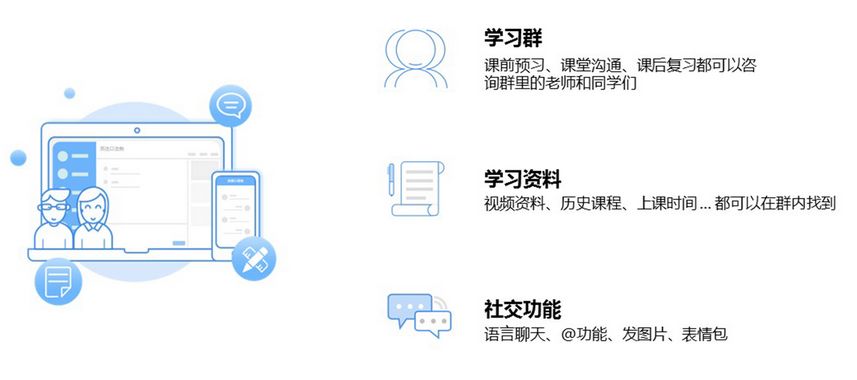 学习群
课前预习、课堂沟通、课后复习都可以咨
询群里的老师和同学们
学习资料
视频资料、历史课程、上课时间 ... 都可以在群内找到
社交功能
语言聊天、@功能、发图片、表情包